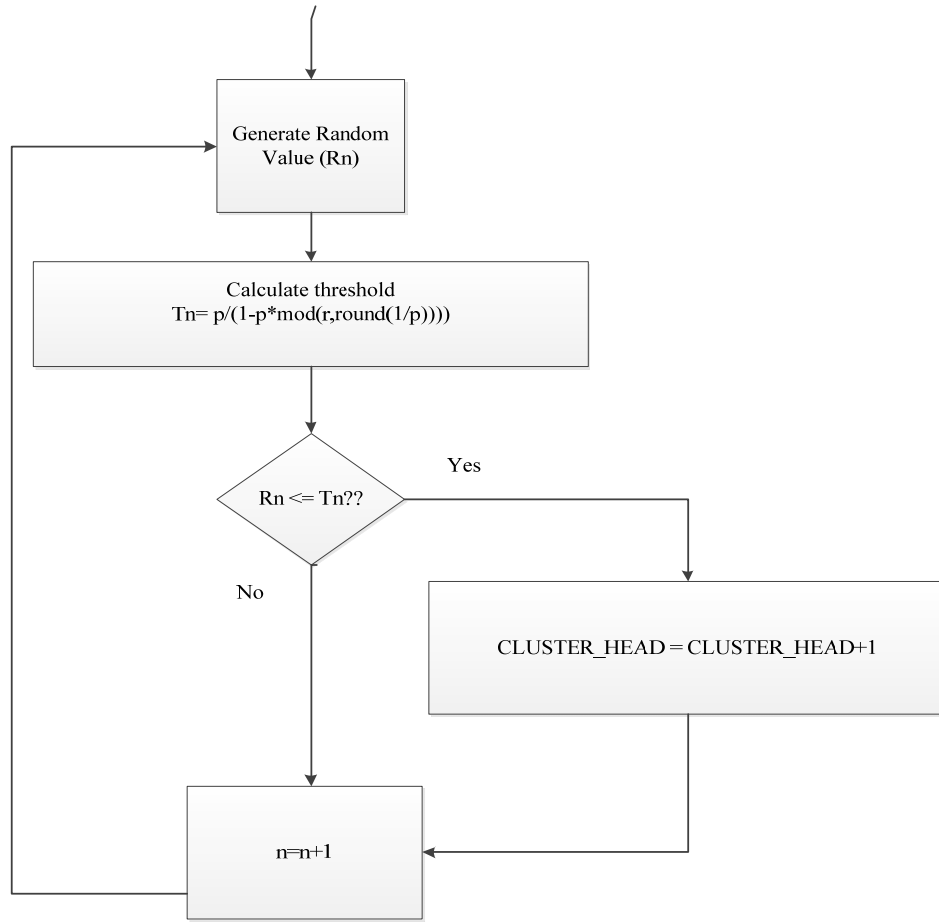 Generate Random
Value (Rn)
Calculate threshold
Tn= p/(1-p*mod(r,round(1/p))))
Rn <= Tn??
Yes
No
CLUSTER_HEAD = CLUSTER_HEAD+1
n=n+1